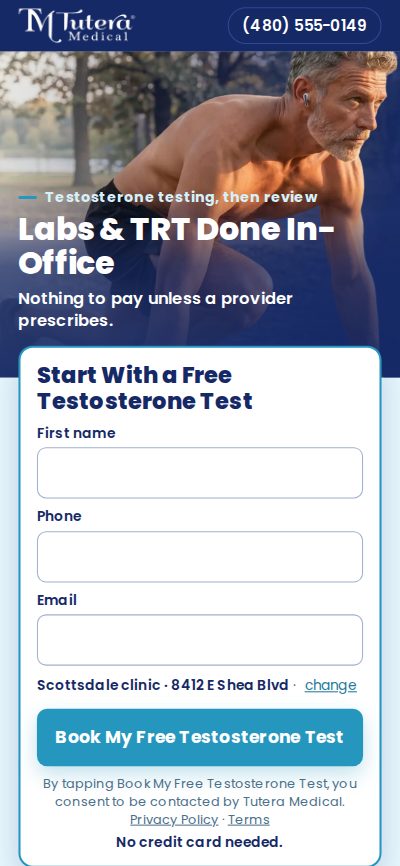 TM Tutera®
Medical
(480) 555-0149
Testosterone testing, then review
Labs & TRT Done In-
Office
Nothing to pay unless a provider
prescribes.
Start With a Free
Testosterone Test
First name
Phone
Email
Scottsdale clinic · 8412 E Shea Blvd · change
Book My Free Testosterone Test
By tapping Book My Free Testosterone Test, you
consent to be contacted by Tutera Medical.
Privacy Policy · Terms
No credit card needed.